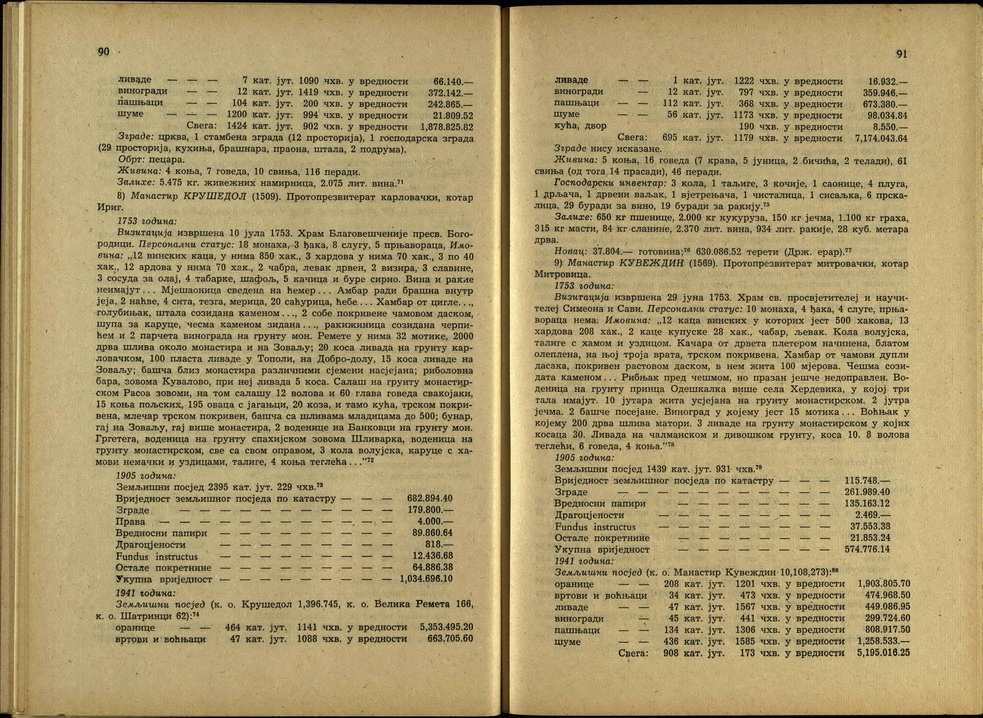 90
ливаде — — — 7 кат. јут. 1090 чхв. у вредности 66.140.—
виногради — — 12 кат. јут. 1419 чхв. у вредности 372.142.—
пашњаци — — 104 кат. јут. 200 чхв. у вредности 242.865.—
шуме — — — 1200 кат. јут. 994 чхв. у вредности 21.809.52
Свега: 1424 кат. јут. 902 чхв. у вредности 1,878.825.82
Зграде: црква, 1 стамбена зграда (12 просторија), 1 господарска зграда
(29 просторија, кухиња, брашнара, праона, штала, 2 подрума).
Обрт: пецара.
Живина: 4 коња, 7 говеда, 10 свиња, 116 перади.
Залихе: 5.475 кг. живежних намирница, 2.075 лит. вина.71
8) Манастир КРУШЕДОЛ (1509). Протопрезвитерат карловачки, котар
Ириг.
1753 година:
Визитација извршена 10 јула 1753. Храм Благовешченије пресв. Бого-
родици. Персонални статус: 18 монаха, 3 ђака, 8 слугу, 5 прњавораца, Имо-
вина: „12 винских каца, у нима 850 хак., 3 хардова у нима 70 хак., 3 по 40
хак., 12 ардова у нима 70 хак., 2 чабра, левак дрвен, 2 визира, 3 славине,
3 сосуда за олај, 4 табарке, шафољ, 5 качица и буре сирно. Вина и ракие
неимают... Мјешаоница сведена на ћемер... Амбар ради брашна внутр
јеја, 2 наћве, 4 сита, тезга, мерица, 20 саћурица, ћебе... Хамбар от цигле...,
голубињак, штала созидана каменом..., 2 собе покривене чамовом даском,
шупа за каруце, чесма каменом зидана..., ракижиница созидана черпи-
ћем и 2 парчета винограда на грунту мон. Ремете у нима 32 мотике, 2000
дрва шлива около монастира и на Зоваљу; 20 коса ливада на грунту кар-
ловачком, 100 пласта ливаде у Тополи, на Добро-долу, 15 коса ливаде на
Зоваљу; башча близ монастира различними сјемени насјејана; риболовна
бара, зовома Кувалово, при неј ливада 5 коса. Салаш на грунту монастир-
ском Расоа зовоми, на том салашу 12 волова и 60 глава говеда свакојаки,
15 коња пољских, 195 оваца с јагањци, 20 коза, и тамо кућа, трском покри-
вена, млечар трском покривен, башча са шливама младицама до 500; бунар,
гај на Зоваљу, гај више монастира, 2 воденице на Банковци на грунту мон.
Гргетега, воденица на грунту спахијском зовома Шливарка, воденица на
грунту монастирском, све са свом оправом, 3 кола волујска, каруце с ха-
мови немачки и уздицами, талиге, 4 коња теглећа..."72
1905 година:
Земљишни посјед 2395 кат. јут. 229 чхв.73
Вриједност земљишног посједа по катастру — — — 682.894.40
Зграде — — — — — — — — — 179.800.—
Права — — — — — — — — — 4.000.—
Вредносни папири — — — — — — — 89.860.64
Драгоцјености — — — — — — — 818.—
Fundus instructus — — — — — — — 12.436.68
Остале покретнине — — — — — — — 64.886.38
Укупна вриједност — — — — — — — 1,034.696.10
1941 година:
Земљишни посјед (к. о. Крушедол 1,396.745, к. о. Велика Ремета 166,
к. о. Шатринци 62):74
оранице — — 464 кат. јут. 1141 чхв. у вредности 5,353.495.20
вртови и воћњаци 47 кат. јут. 1088 чхв. у вредности 663.705.60
91
ливаде — — 1 кат. јут. 1222 чхв. у вредности 16.932.—
виногради — — 12 кат. јут. 797 чхв. у вредности 359.946.—
пашњаци — — 112 кат. јут. 368 чхв. у вредности 673.380.—
шуме — — 56 кат. јут. 1173 чхв. у вредности 98.034.84
кућа, двор 190 чхв. у вредности 8.550.—
Свега: 695 кат. јут. 1179 чхв. у вредности 7,174.043.64
Зграде нису исказане.
Живина: 5 коња, 16 говеда (7 крава, 5 јуница, 2 бичића, 2 телади), 61
свиња (од тога 14 прасади), 46 перади.
Господарски инвентар: 3 кола, 1 таљиге, 3 кочије, 1 саонице, 4 плуга,
1 дрљача, 1 дрвени ваљак, 1 вјетрењача, 1 чисталица, 1 сисаљка, 6 прска-
лица, 29 буради за вино, 19 буради за ракију.75
Залихе: 650 кг пшенице, 2.000 кг кукуруза, 150 кг јечма, 1.100 кг граха,
315 кг масти, 84 кг сланине, 2.370 лит. вина, 934 лит. ракије, 28 куб. метара
дрва.
Новац: 37.804.— готовина;76 630.086.52 терети (Држ. ерар).77
9) Манастир КУВЕЖДИН (1569). Протопрезвитерат митровачки, котар
Митровица.
1753 година:
Визитација извршена 29 јуна 1753. Храм св. просвјетителеј и научи-
телеј Симеона и Сави. Персонални статус: 10 монаха, 4 ђака, 4 слуге, прња-
вораца нема. Имовина: „12 каца винских у которих јест 500 хакова, 13
хардова 208 хак., 2 каце купуске 28 хак., чабар, љевак. Кола волујска,
талиге с хамом и уздицом. Качара от дрвета плетером начинена, блатом
олеплена, на њој троја врата, трском покривена. Хамбар от чамови дупли
дасака, покривен растовом даском, в нем жита 100 мјерова. Чешма сози-
дата каменом... Рибњак пред чешмом, но празан јешче недоправлен. Во-
деница на грунту принца Одешкалка више села Хердевика, у којој три
тала имајут. 10 јутара жита усјејана на грунту монастирском. 2 јутра
јечма. 2 башче посејане. Виноград у којему јест 15 мотика... Воћњак у
којему 200 дрва шлива матори. 3 ливаде на грунту монастирском у којих
косаца 30. Ливада на чалманском и дивошком грунту, коса 10. 8 волова
теглећи, 6 говеда, 4 коња."78
1905 година:
Земљишни посјед 1439 кат. јут. 931 чхв.79
Вриједност земљишног посједа по катастру — — — 115.748.—
Зграде — — — — — — — — — 261.989.40
Вредносни папири — — — — — — — 135.163.12
Драгоцјености — — — — — — — 2.469.—
Fundus instructus — — — — — — — 37.553.38
Остале покретнине — — — — — — — 21.853.24
Укупна вриједност — — — — — — — 574.776.14
1941 година:
Земљишни посјед (к. о. Манастир Кувеждин 10,108,273):80
оранице — — 208 кат. јут. 1201 чхв. у вредности 1,903.805.70
вртови и воћњаци 34 кат. јут. 473 чхв. у вредности 474.968.50
ливаде — — 47 кат. јут. 1567 чхв. у вредности 449.086.95
виногради — — 45 кат. јут. 441 чхв. у вредности 299.724.60
пашњаци — — 134 кат. јут. 1306 чхв. у вредности 808.917.50
шуме — — 436 кат. јут. 1585 чхв. у вредности 1,258.533.—
Свега: 908 кат. јут. 173 чхв. у вредности 5,195.016.25